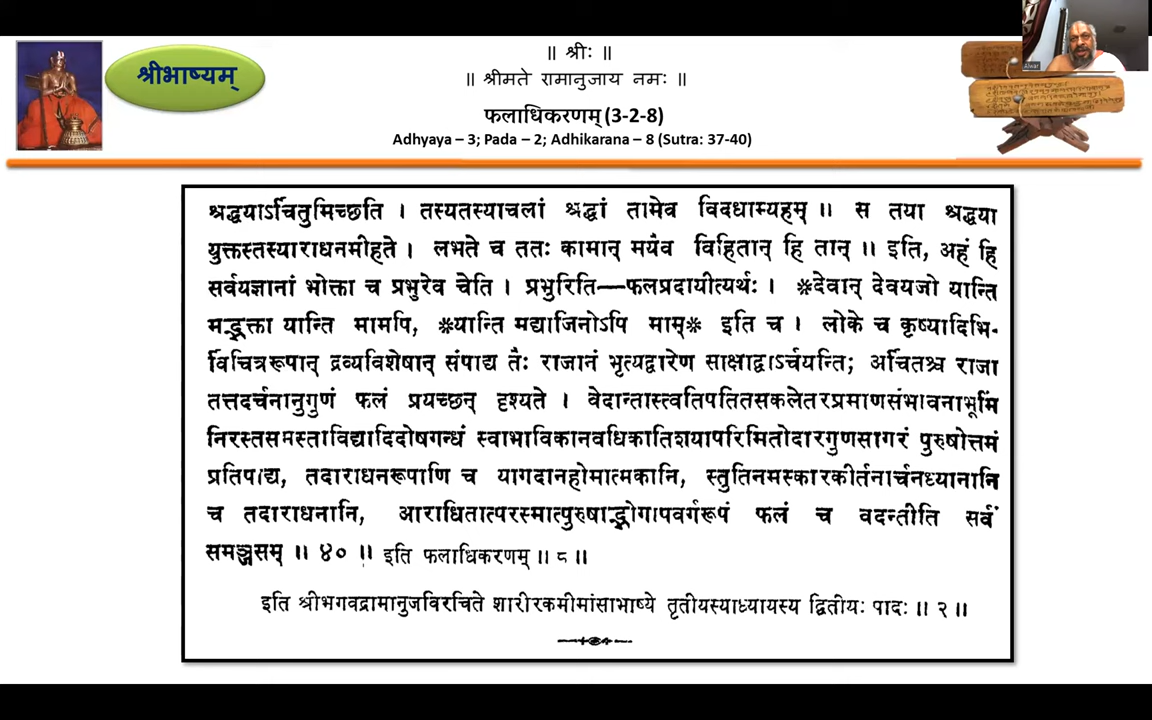 श्रीभाष्यम्
॥ श्रीः ॥
॥ श्रीमते रामानुजाय नमः ॥
फलाधिकरणम् (3-2-8)
Adhyaya – 3; Pada – 2; Adhikarana – 8 (Sutra: 37-40)
Alwar
श्रद्धयाऽर्चितुमिच्छति । तस्यतस्याचलां श्रद्धां तामेव विदधाम्यहम् ॥ स तया श्रद्धया
युक्तस्तस्याराधनमीहते । लभते च ततः कामान् मयैव विहितान् हि तान् ॥ इति, अहं हि
सर्वयज्ञानां भोक्ता च प्रभुरेव चेति । प्रभुरिति—फलप्रदायीत्यर्थः । *देवान् देवयजो यान्ति
मद्भक्ता यान्ति मामपि, *यान्ति मद्याजिनोऽपि माम्* इति च । लोके च कृष्यादिभि-
र्विचित्ररूपान् द्रव्यविशेषान् संपाद्य तैः राजानं भृत्यद्वारेण साक्षाद्वाऽर्चयन्ति; अर्चितश्च राजा
तत्तदर्चनानुगुणं फलं प्रयच्छन् दृश्यते । वेदान्तास्त्वतिपतितसकलेतरप्रमाणसंभावनाभूमिं
निरस्तसमस्ताविद्यादिदोषगन्धं स्वाभाविकानवधिकातिशयापरिमितोदारगुणसागरं पुरुषोत्तमं
प्रतिपाद्य, तदाराधनरूपाणि च यागदानहोमात्मकानि, स्तुतिनमस्कारकीर्तनार्चनध्यानानि
च तदाराधनानि, आराधितात्परस्मात्पुरुषाद्भोगापवर्गरूपं फलं च वदन्तीति सर्वं
समञ्जसम् ॥ ४० ॥ इति फलाधिकरणम् ॥ ८ ॥
इति श्रीभगवद्रामानुजविरचिते शारीरकमीमांसाभाष्ये तृतीयस्याध्यायस्य द्वितीयः पादः ॥ २ ॥